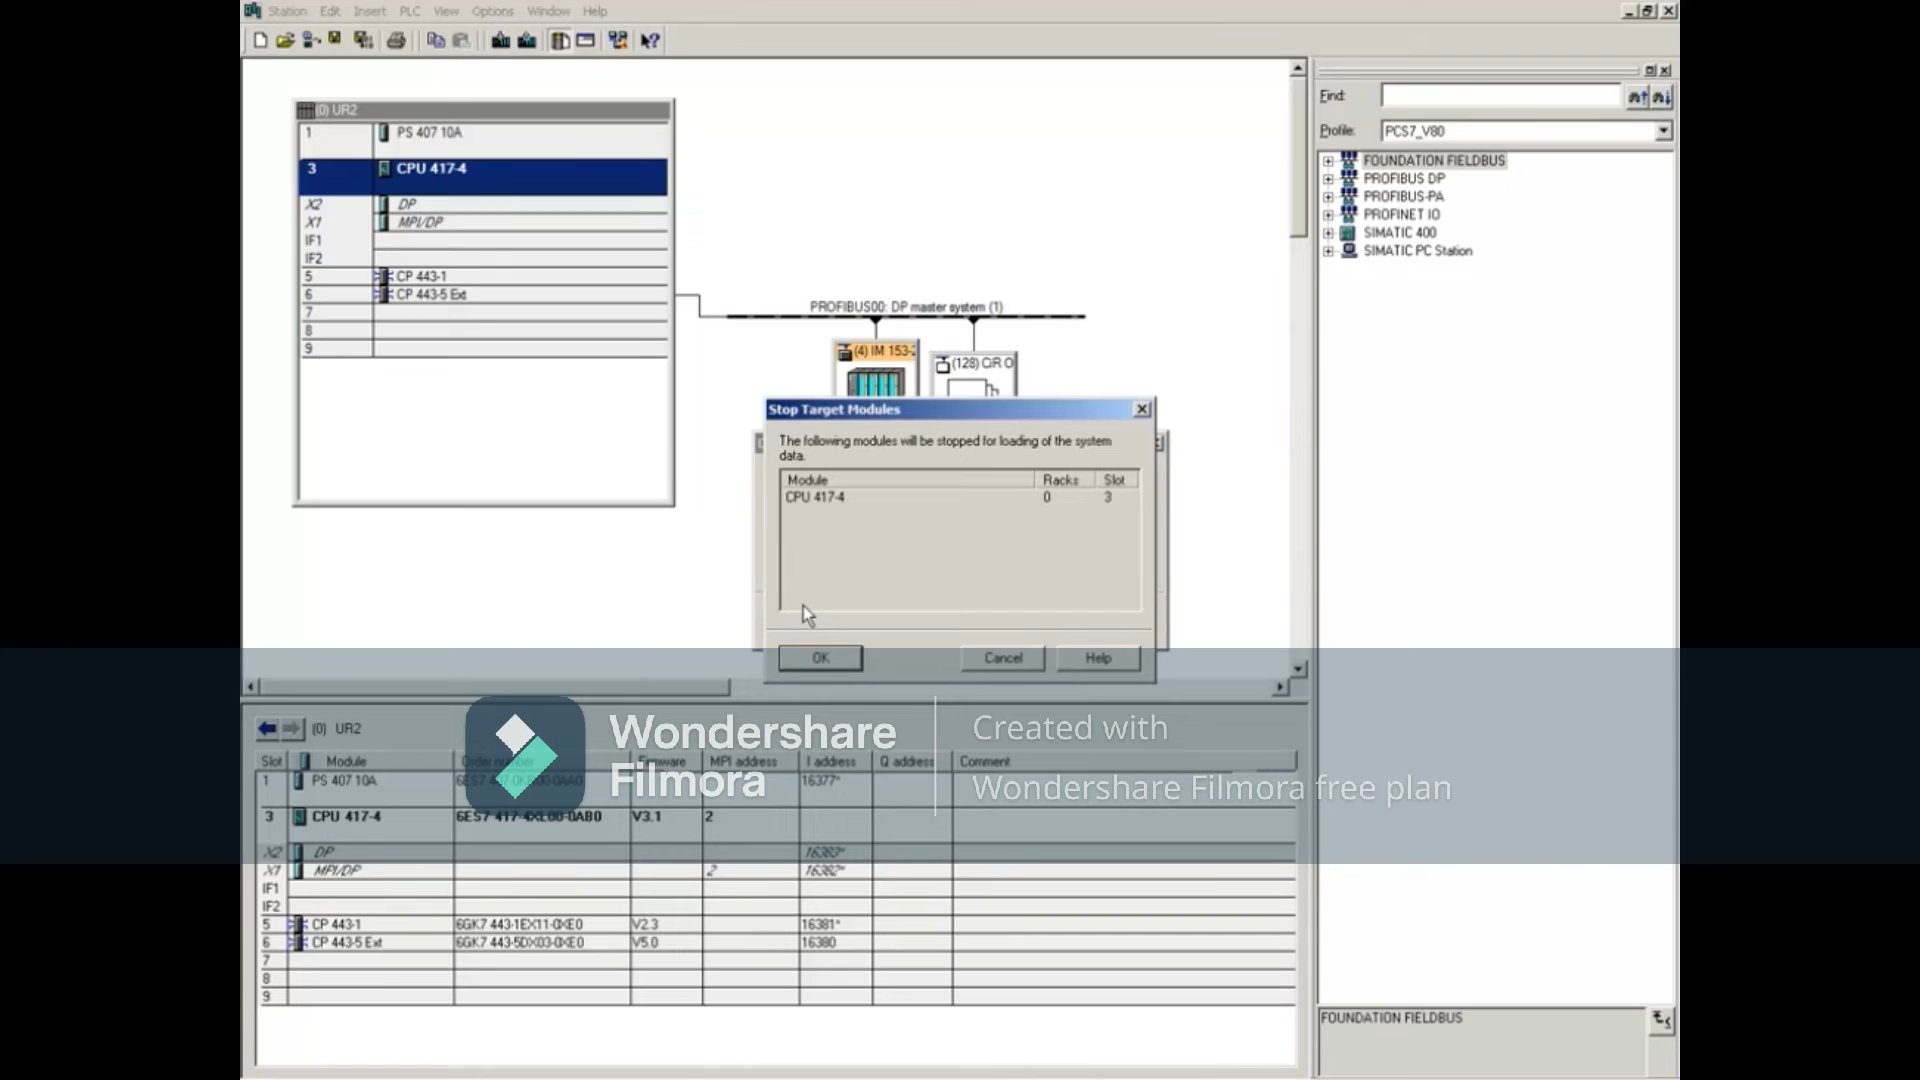 Station Edit Insert PLC View Options Window Help
(0) UR2
1 PS 407 10A
3 CPU 417-4
X2 DP
X1 MPI/DP
IF1
IF2
5 CP 443-1
6 CP 443-5 Ext
7
8
9
PROFIBUS00: DP master system (1)
(4) IM 153-2
(128) CiR O
Stop Target Modules
The following modules will be stopped for loading of the system
data.
Module Racks Slot
CPU 417-4 0 3
OK Cancel Help
Find:
Profile: PCS7_V80
FOUNDATION FIELDBUS
PROFIBUS DP
PROFIBUS-PA
PROFINET IO
SIMATIC 400
SIMATIC PC Station
(0) UR2
Slot Module Order number Firmware MPI address I address Q address Comment
1 PS 407 10A 16377*
3 CPU 417-4 6ES7 417-4XL00-0AB0 V3.1 2
X2 DP 16383*
X1 MPI/DP 2 16382*
IF1
IF2
5 CP 443-1 6GK7 443-1EX11-0XE0 V2.3 16381*
6 CP 443-5 Ext 6GK7 443-5DX03-0XE0 V5.0 16380
7
8
9
Wondershare
Filmora
Created with
Wondershare Filmora free plan
FOUNDATION FIELDBUS